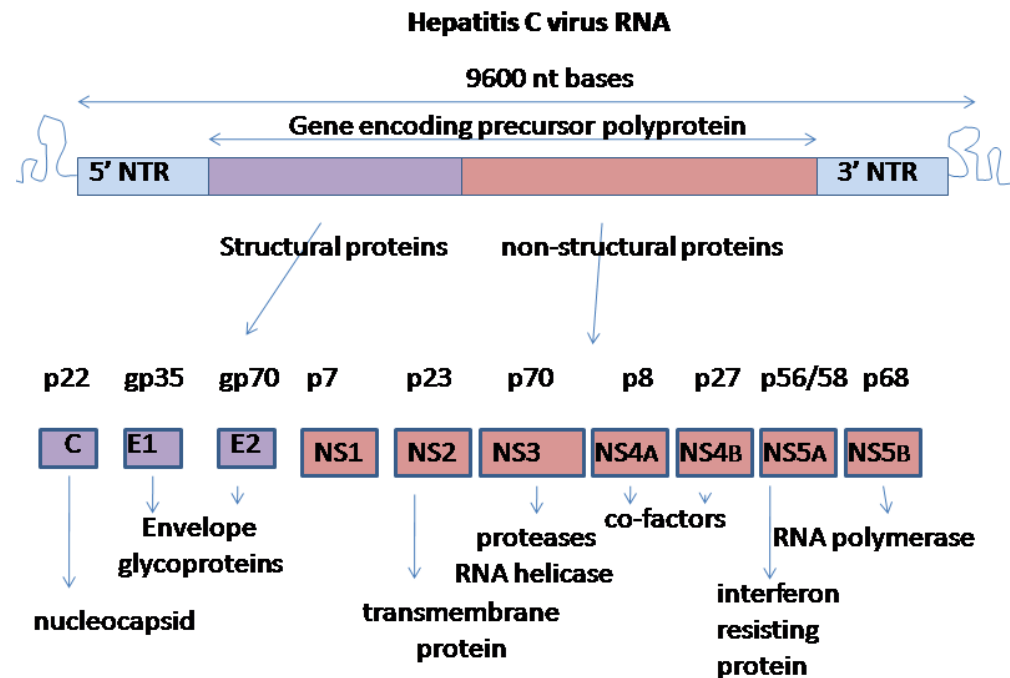 Hepatitis C virus RNA
9600 nt bases
Gene encoding precursor polyprotein
5’ NTR 3’ NTR
Structural proteins non-structural proteins
p22 gp35 gp70 p7 p23 p70 p8 p27 p56/58 p68
C E1 E2 NS1 NS2 NS3 NS4A NS4B NS5A NS5B
Envelope
glycoproteins
nucleocapsid
transmembrane
protein
proteases
RNA helicase
co-factors
interferon
resisting
protein
RNA polymerase